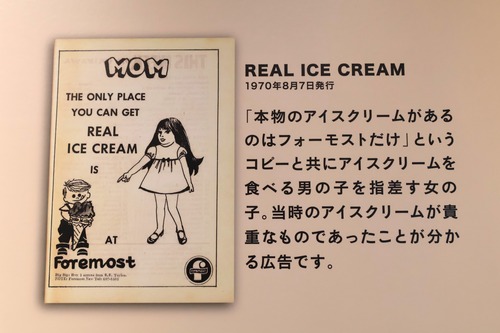 MOM
THE ONLY PLACE
YOU CAN GET
REAL
ICE CREAM
IS
AT
Foremost
REAL ICE CREAM
1970年8月7日発行
「本物のアイスクリームがある
のはフォーモストだけ」という
コピーと共にアイスクリームを
食べる男の子を指差す女の
子。当時のアイスクリームが貴
重なものであったことが分か
る広告です。